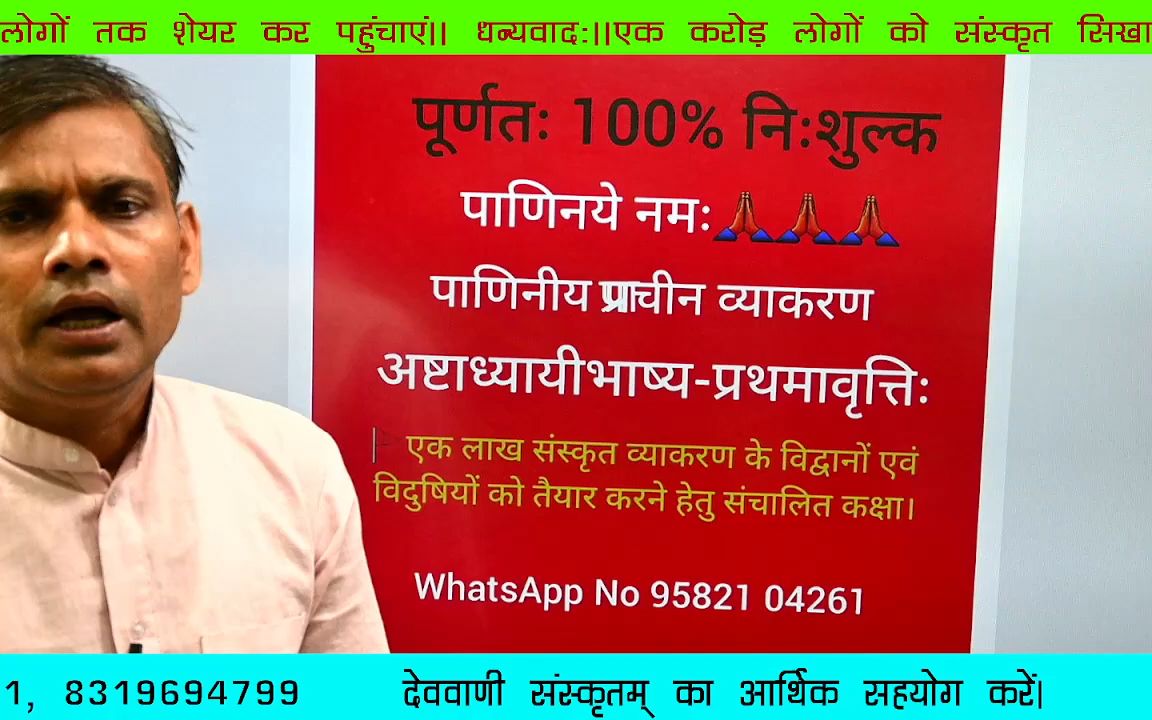 लोगों तक शेयर कर पहुंचाएं।। धन्यवादः।।एक करोड़ लोगों को संस्कृत सिखा
पूर्णतः 100% निःशुल्क
पाणिनये नमः🙏🙏🙏
पाणिनीय प्राचीन व्याकरण
अष्टाध्यायीभाष्य-प्रथमावृत्तिः
एक लाख संस्कृत व्याकरण के विद्वानों एवं
विदुषियों को तैयार करने हेतु संचालित कक्षा।
WhatsApp No 95821 04261
1, 8319694799 देववाणी संस्कृतम् का आर्थिक सहयोग करें।